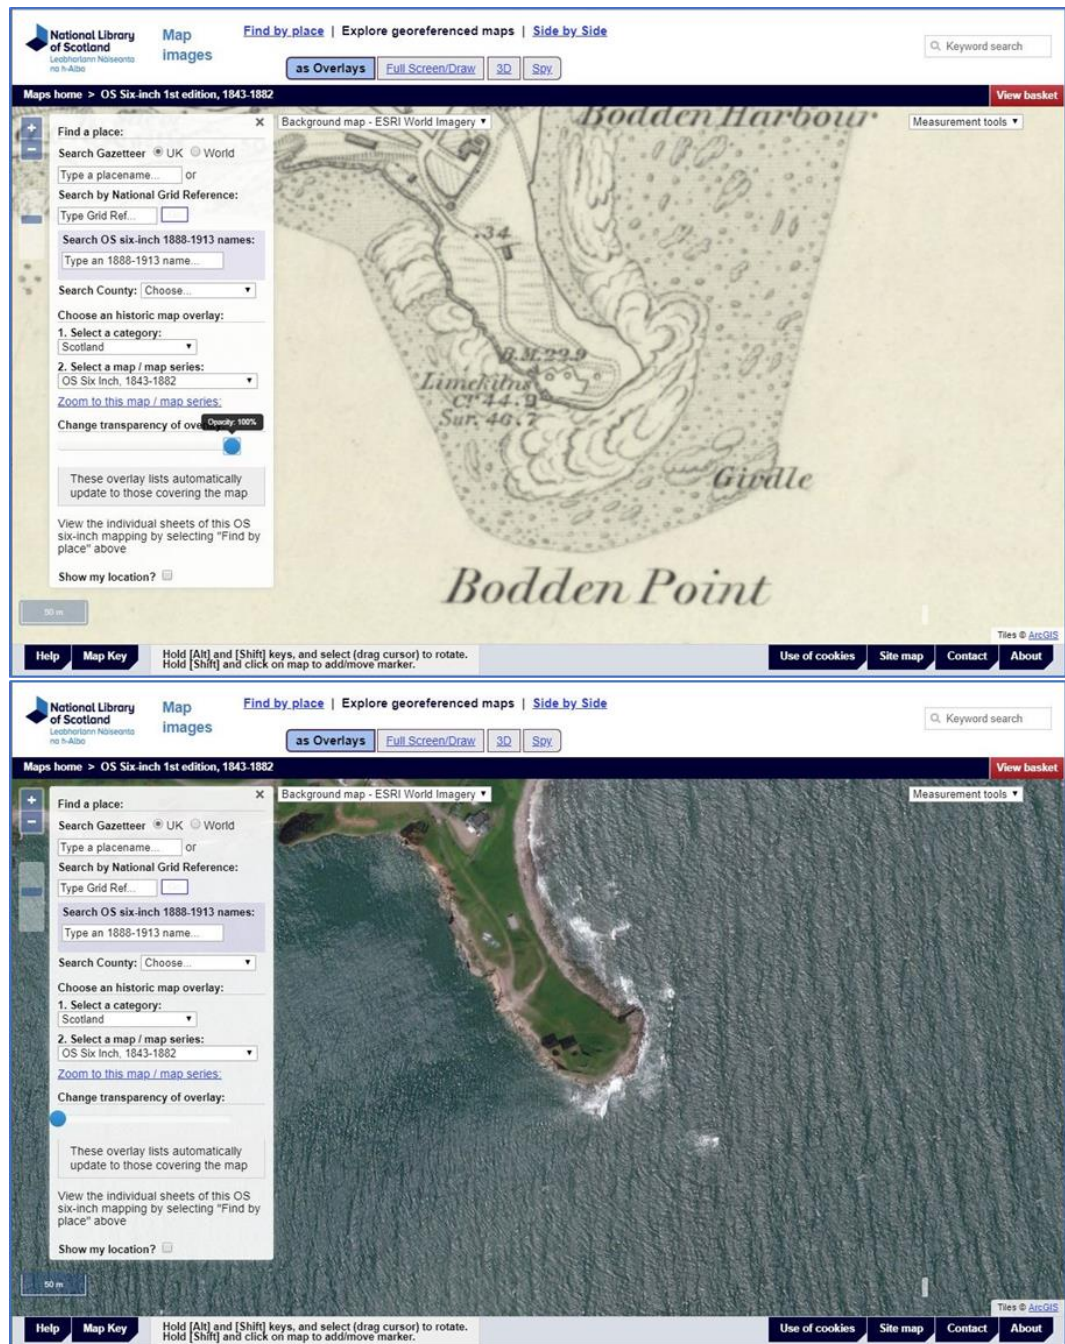 National Library
of Scotland
Leabharlann Nàiseanta
na h-Alba
Map
images
Find by place | Explore georeferenced maps | Side by Side
as Overlays Full Screen/Draw 3D Spy
Keyword search
Maps home > OS Six-inch 1st edition, 1843-1882
View basket
+
−
Find a place:
×
Search Gazetteer UK World
Type a placename... or
Search by National Grid Reference:
Type Grid Ref...
Search OS six-inch 1888-1913 names:
Type an 1888-1913 name...
Search County: Choose...
Choose an historic map overlay:
1. Select a category:
Scotland
2. Select a map / map series:
OS Six Inch, 1843-1882
Zoom to this map / map series:
Change transparency of overl
Opacity: 100%
These overlay lists automatically
update to those covering the map
View the individual sheets of this OS
six-inch mapping by selecting "Find by
place" above
Show my location?
50 m
Background map - ESRI World Imagery
Measurement tools
Bodden Harbour
.34
B.M.22.9
Limekilns
Cr 44.9
Sur. 46.7
Girdle
Bodden Point
Tiles © ArcGIS
Help Map Key
Hold [Alt] and [Shift] keys, and select (drag cursor) to rotate.
Hold [Shift] and click on map to add/move marker.
Use of cookies Site map Contact About
National Library
of Scotland
Leabharlann Nàiseanta
na h-Alba
Map
images
Find by place | Explore georeferenced maps | Side by Side
as Overlays Full Screen/Draw 3D Spy
Keyword search
Maps home > OS Six-inch 1st edition, 1843-1882
View basket
+
−
Find a place:
×
Search Gazetteer UK World
Type a placename... or
Search by National Grid Reference:
Type Grid Ref...
Search OS six-inch 1888-1913 names:
Type an 1888-1913 name...
Search County: Choose...
Choose an historic map overlay:
1. Select a category:
Scotland
2. Select a map / map series:
OS Six Inch, 1843-1882
Zoom to this map / map series:
Change transparency of overlay:
These overlay lists automatically
update to those covering the map
View the individual sheets of this OS
six-inch mapping by selecting "Find by
place" above
Show my location?
50 m
Background map - ESRI World Imagery
Measurement tools
Tiles © ArcGIS
Help Map Key
Hold [Alt] and [Shift] keys, and select (drag cursor) to rotate.
Hold [Shift] and click on map to add/move marker.
Use of cookies Site map Contact About